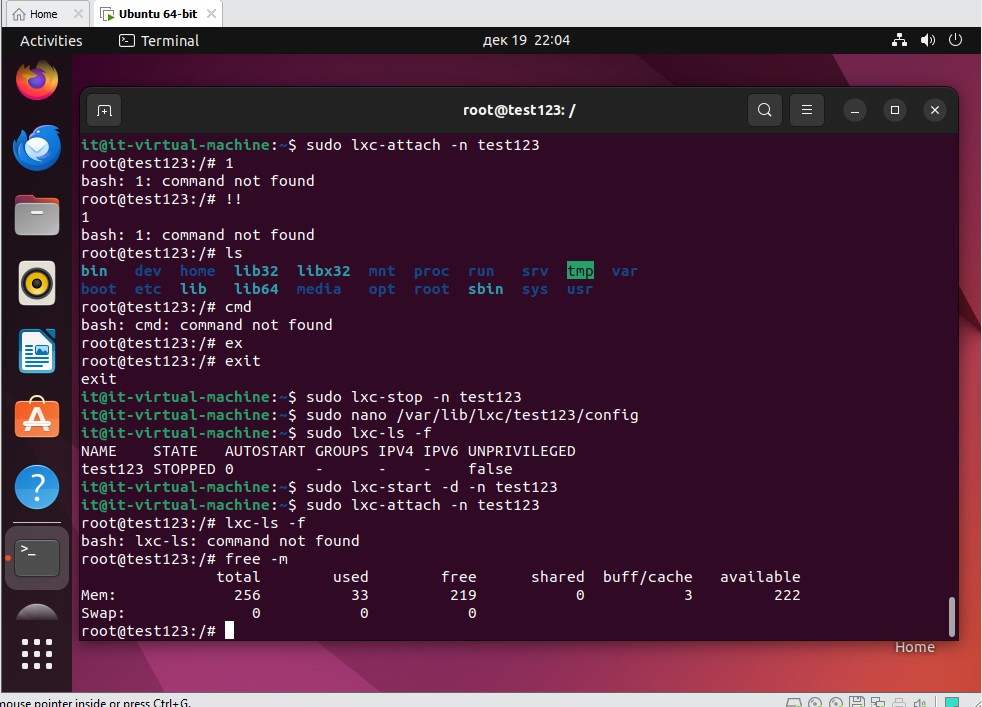 Home
Ubuntu 64-bit
Activities
Terminal
дек 19 22:04
root@test123: /
it@it-virtual-machine:~$ sudo lxc-attach -n test123
root@test123:/# 1
bash: 1: command not found
root@test123:/# !!
1
bash: 1: command not found
root@test123:/# ls
bin dev home lib32 libx32 mnt proc run srv tmp var
boot etc lib lib64 media opt root sbin sys usr
root@test123:/# cmd
bash: cmd: command not found
root@test123:/# ex
root@test123:/# exit
exit
it@it-virtual-machine:~$ sudo lxc-stop -n test123
it@it-virtual-machine:~$ sudo nano /var/lib/lxc/test123/config
it@it-virtual-machine:~$ sudo lxc-ls -f
NAME STATE AUTOSTART GROUPS IPV4 IPV6 UNPRIVILEGED
test123 STOPPED 0 - - - false
it@it-virtual-machine:~$ sudo lxc-start -d -n test123
it@it-virtual-machine:~$ sudo lxc-attach -n test123
root@test123:/# lxc-ls -f
bash: lxc-ls: command not found
root@test123:/# free -m
total used free shared buff/cache available
Mem: 256 33 219 0 3 222
Swap: 0 0 0
root@test123:/#
Home
mouse pointer inside or press Ctrl+G.